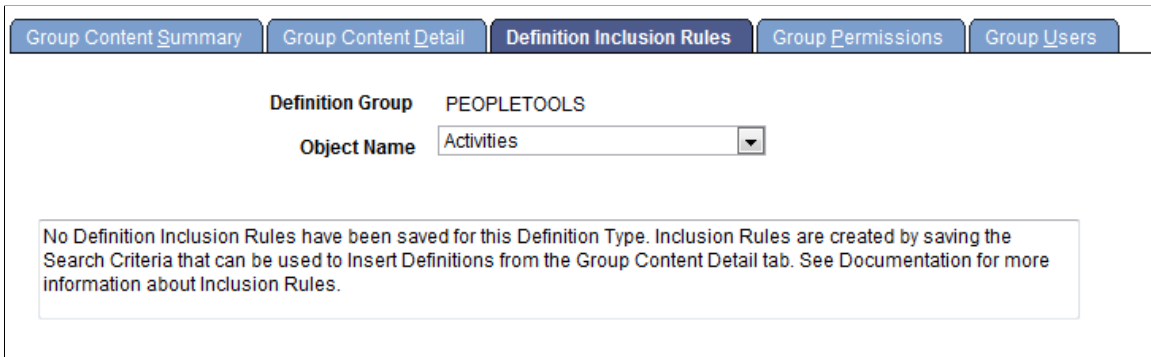 Group Content Summary Group Content Detail Definition Inclusion Rules Group Permissions Group Users
Definition Group PEOPLETOOLS
Object Name Activities
No Definition Inclusion Rules have been saved for this Definition Type. Inclusion Rules are created by saving the
Search Criteria that can be used to Insert Definitions from the Group Content Detail tab. See Documentation for more
information about Inclusion Rules.